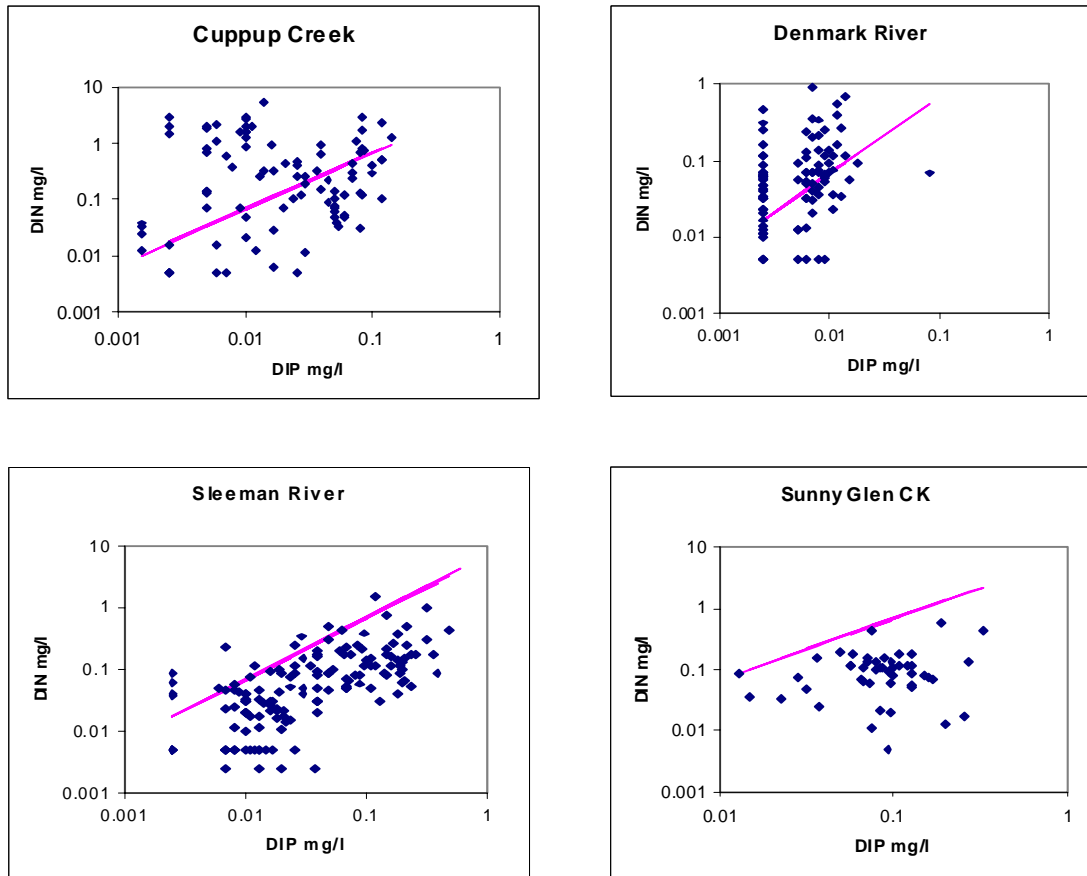 Cuppup Creek
DIN mg/l
10
1
0.1
0.01
0.001
0.001 0.01 0.1 1
DIP mg/l
Denmark River
DIN mg/l
1
0.1
0.01
0.001
0.001 0.01 0.1 1
DIP mg/l
Sleeman River
DIN mg/l
10
1
0.1
0.01
0.001
0.001 0.01 0.1 1
DIP mg/l
Sunny Glen CK
DIN mg/l
10
1
0.1
0.01
0.001
0.01 0.1 1
DIP mg/l